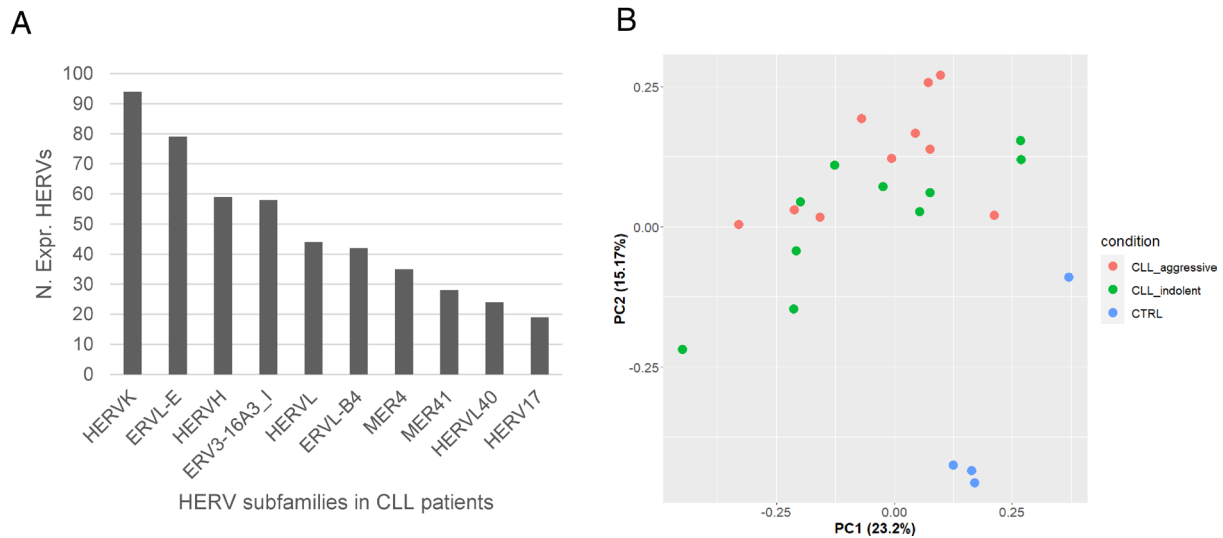 A
N. Expr. HERVs
100
90
80
70
60
50
40
30
20
10
0
HERVK
ERVL-E
HERVH
ERV3-16A3_I
HERVL
ERVL-B4
MER4
MER41
HERVL40
HERV17
HERV subfamilies in CLL patients
B
PC2 (15.17%)
0.25
0.00
-0.25
-0.25
0.00
0.25
PC1 (23.2%)
condition
CLL_aggressive
CLL_indolent
CTRL